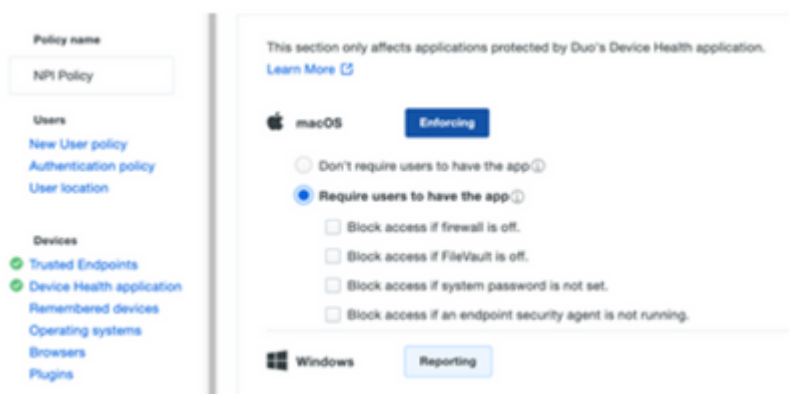 Policy name
NPI Policy
Users
New User policy
Authentication policy
User location
Devices
Trusted Endpoints
Device Health application
Remembered devices
Operating systems
Browsers
Plugins
This section only affects applications protected by Duo's Device Health application.
Learn More
macOS Enforcing
Don't require users to have the app
Require users to have the app
Block access if firewall is off.
Block access if FileVault is off.
Block access if system password is not set.
Block access if an endpoint security agent is not running.
Windows Reporting